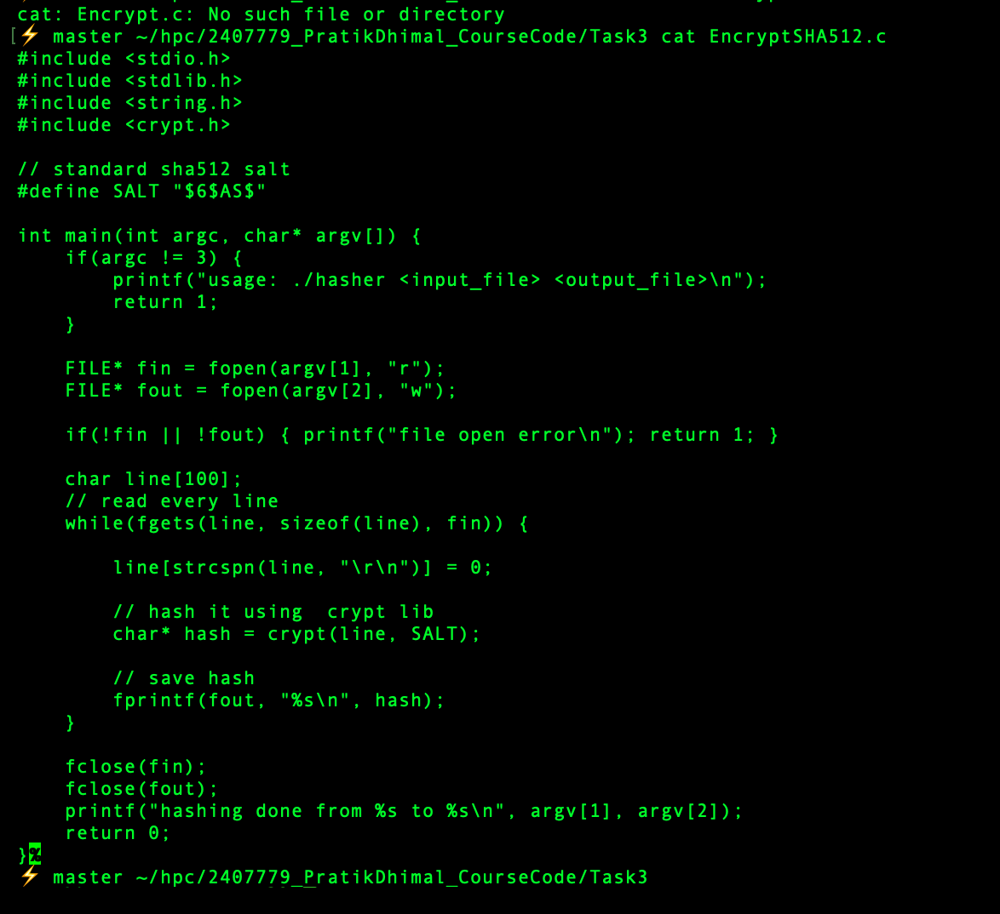 cat: Encrypt.c: No such file or directory
[⚡ master ~/hpc/2407779_PratikDhimal_CourseCode/Task3 cat EncryptSHA512.c
#include <stdio.h>
#include <stdlib.h>
#include <string.h>
#include <crypt.h>

// standard sha512 salt
#define SALT "$6$AS$"

int main(int argc, char* argv[]) {
    if(argc != 3) {
        printf("usage: ./hasher <input_file> <output_file>\n");
        return 1;
    }

    FILE* fin = fopen(argv[1], "r");
    FILE* fout = fopen(argv[2], "w");

    if(!fin || !fout) { printf("file open error\n"); return 1; }

    char line[100];
    // read every line
    while(fgets(line, sizeof(line), fin)) {

        line[strcspn(line, "\r\n")] = 0;

        // hash it using  crypt lib
        char* hash = crypt(line, SALT);

        // save hash
        fprintf(fout, "%s\n", hash);
    }

    fclose(fin);
    fclose(fout);
    printf("hashing done from %s to %s\n", argv[1], argv[2]);
    return 0;
}%
⚡ master ~/hpc/2407779_PratikDhimal_CourseCode/Task3